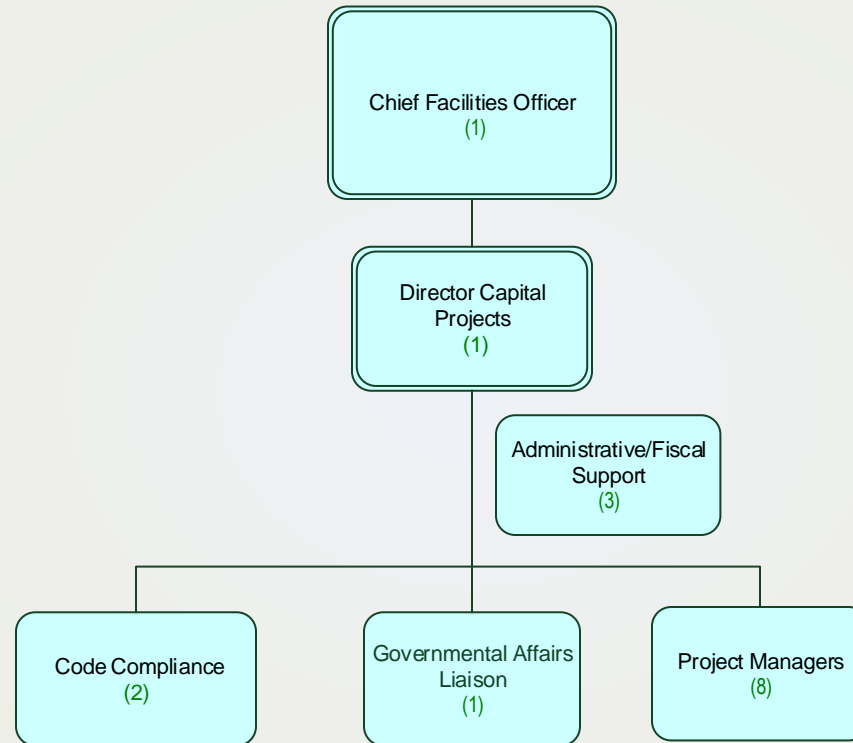 Chief Facilities Officer
(1)
Director Capital
Projects
(1)
Administrative/Fiscal
Support
(3)
Code Compliance
(2)
Governmental Affairs
Liaison
(1)
Project Managers
(8)